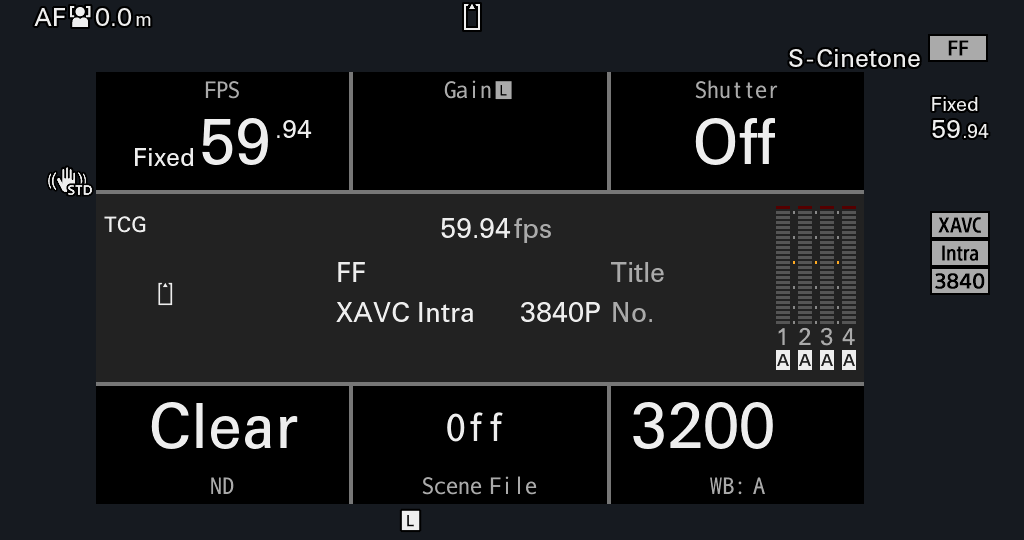 AF 0.0m
S-Cinetone FF
FPS
Fixed 59.94
Gain L
Shutter
Off
Fixed
59.94
STD
TCG
59.94fps
FF
Title
XAVC Intra 3840P
No.
1 2 3 4
A A A A
XAVC
Intra
3840
Clear
ND
Off
Scene File
3200
WB: A
L